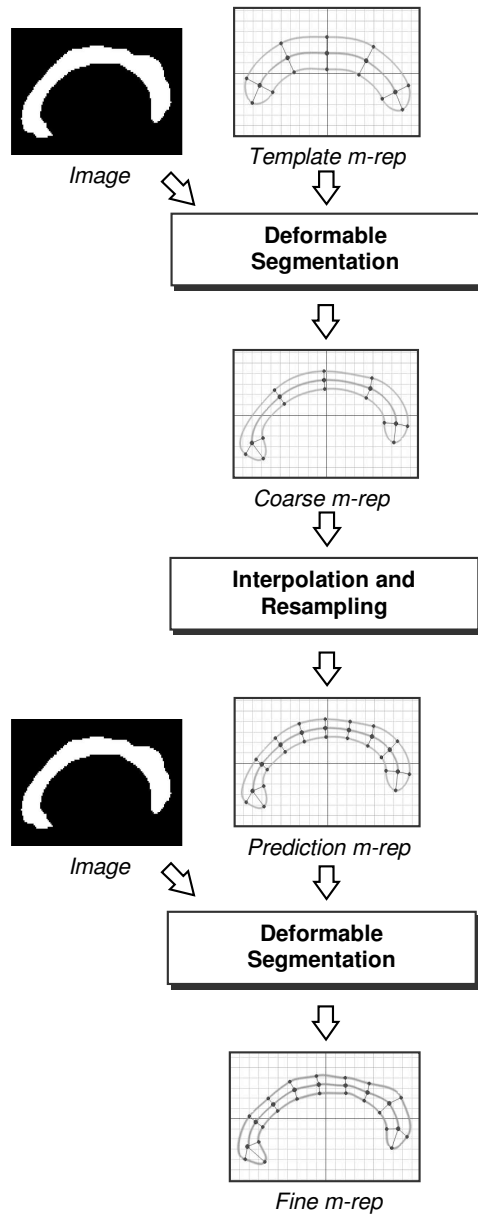 Image
Template m-rep
Deformable
Segmentation
Coarse m-rep
Interpolation and
Resampling
Image
Prediction m-rep
Deformable
Segmentation
Fine m-rep